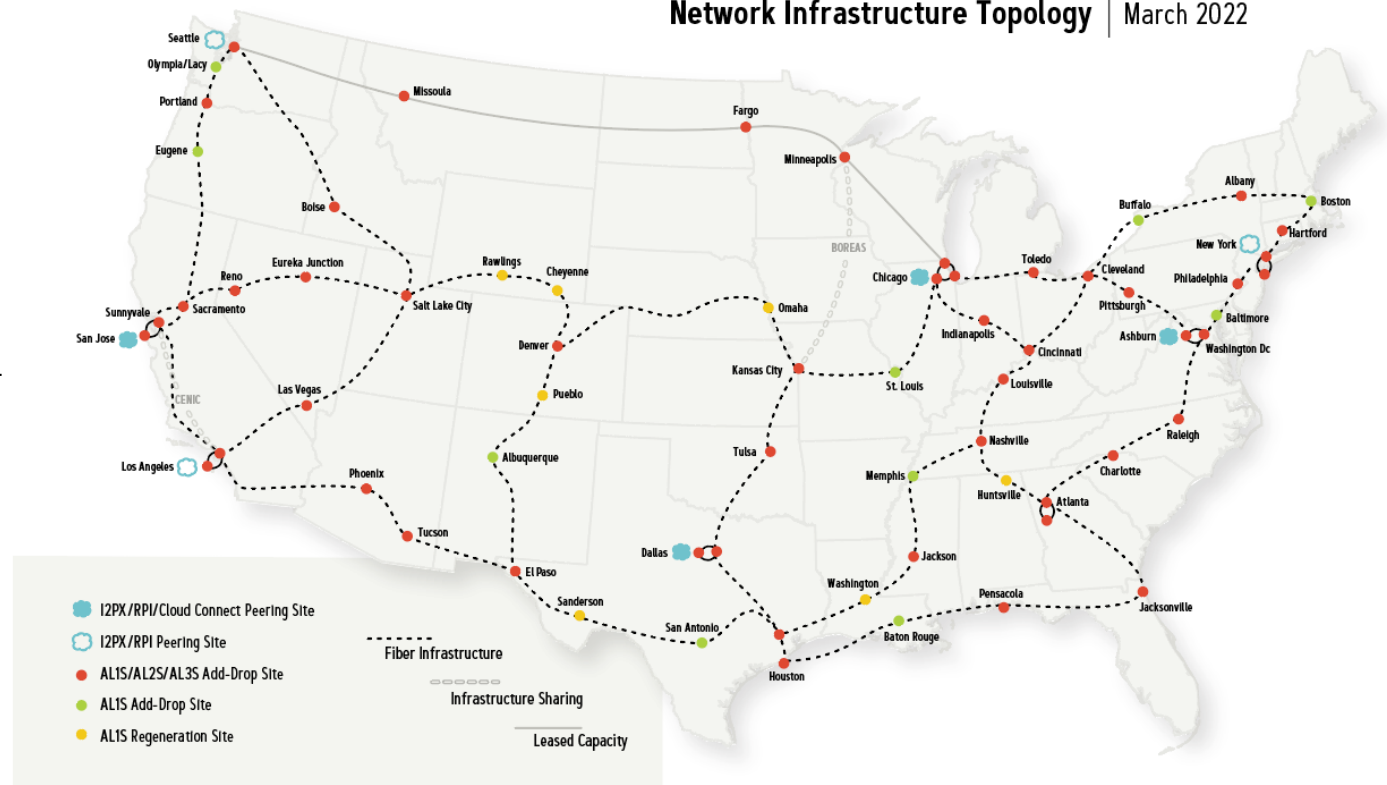 Network Infrastructure Topology | March 2022
Seattle
Olympia/Lacy
Portland
Eugene
Missoula
Fargo
Minneapolis
Boise
BOREAS
Albany
Buffalo
Boston
Hartford
New York
Philadelphia
Eureka Junction
Reno
Rawlings
Cheyenne
Chicago
Toledo
Cleveland
Pittsburgh
Sunnyvale
Sacramento
Salt Lake City
Omaha
Indianapolis
Baltimore
San Jose
Denver
Ashburn
Washington Dc
Cincinnati
Kansas City
St. Louis
Louisville
Las Vegas
Pueblo
CENIC
Raleigh
Nashville
Tulsa
Albuquerque
Los Angeles
Phoenix
Memphis
Charlotte
Huntsville
Atlanta
Tucson
Dallas
Jackson
El Paso
Washington
Pensacola
Jacksonville
Sanderson
San Antonio
Baton Rouge
Houston
I2PX/RPI/Cloud Connect Peering Site
I2PX/RPI Peering Site
AL1S/AL2S/AL3S Add-Drop Site
AL1S Add-Drop Site
AL1S Regeneration Site
Fiber Infrastructure
Infrastructure Sharing
Leased Capacity